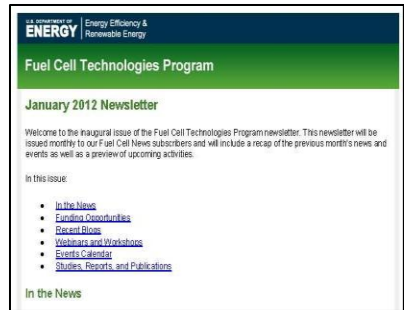 U.S. DEPARTMENT OF
ENERGY
Energy Efficiency &
Renewable Energy
Fuel Cell Technologies Program
January 2012 Newsletter
Welcome to the inaugural issue of the Fuel Cell Technologies Program newsletter. This newsletter will be
issued monthly to our Fuel Cell News subscribers and will include a recap of the previous month's news and
events as well as a preview of upcoming activities.
In this issue:
• In the News
• Funding Opportunities
• Recent Blogs
• Webinars and Workshops
• Events Calendar
• Studies, Reports, and Publications
In the News